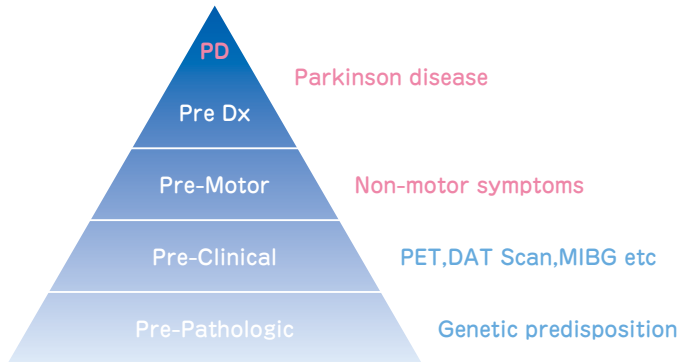 PD
Parkinson disease
Pre Dx
Pre-Motor
Non-motor symptoms
Pre-Clinical
PET,DAT Scan,MIBG etc
Pre-Pathologic
Genetic predisposition